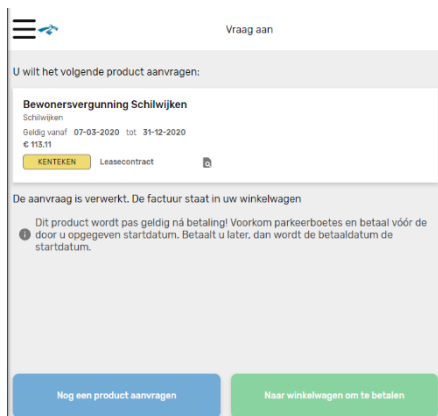 Vraag aan
U wilt het volgende product aanvragen:
Bewonersvergunning Schilwijken
Schilwijken
Geldig vanaf 07-03-2020 tot 31-12-2020
€ 113,11
KENTEKEN Leasecontract
De aanvraag is verwerkt. De factuur staat in uw winkelwagen
Dit product wordt pas geldig ná betaling! Voorkom parkeerboetes en betaal vóór de
door u opgegeven startdatum. Betaalt u later, dan wordt de betaaldatum de
startdatum.
Nog een product aanvragen Naar winkelwagen om te betalen